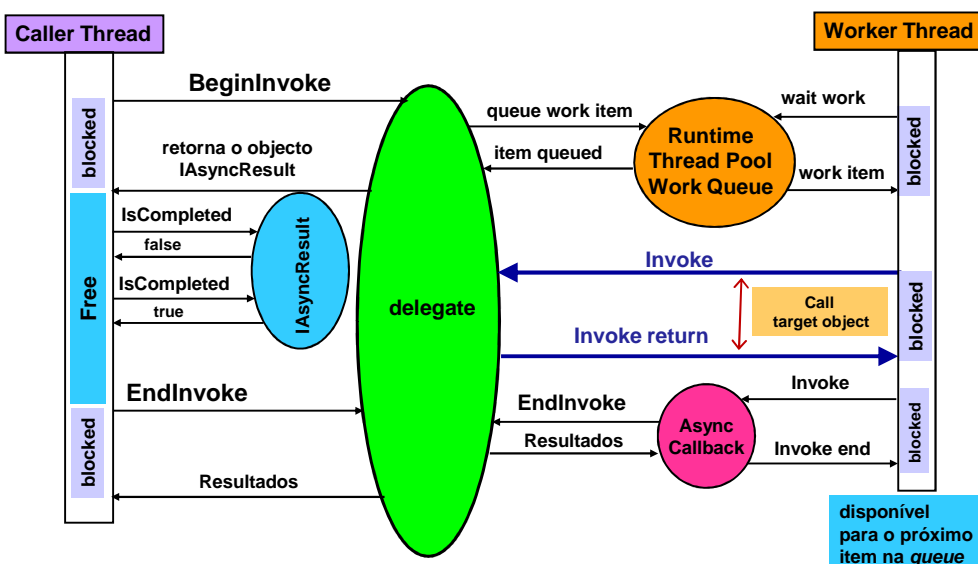 Caller Thread
Worker Thread
BeginInvoke
blocked
queue work item
wait work
blocked
Runtime
Thread Pool
Work Queue
item queued
work item
retorna o objecto
IAsyncResult
Free
IsCompleted
false
IsCompleted
true
IAsyncResult
delegate
Invoke
Call
target object
Invoke return
blocked
EndInvoke
blocked
Resultados
EndInvoke
Resultados
Async
Callback
Invoke
Invoke end
blocked
disponível
para o próximo
item na queue